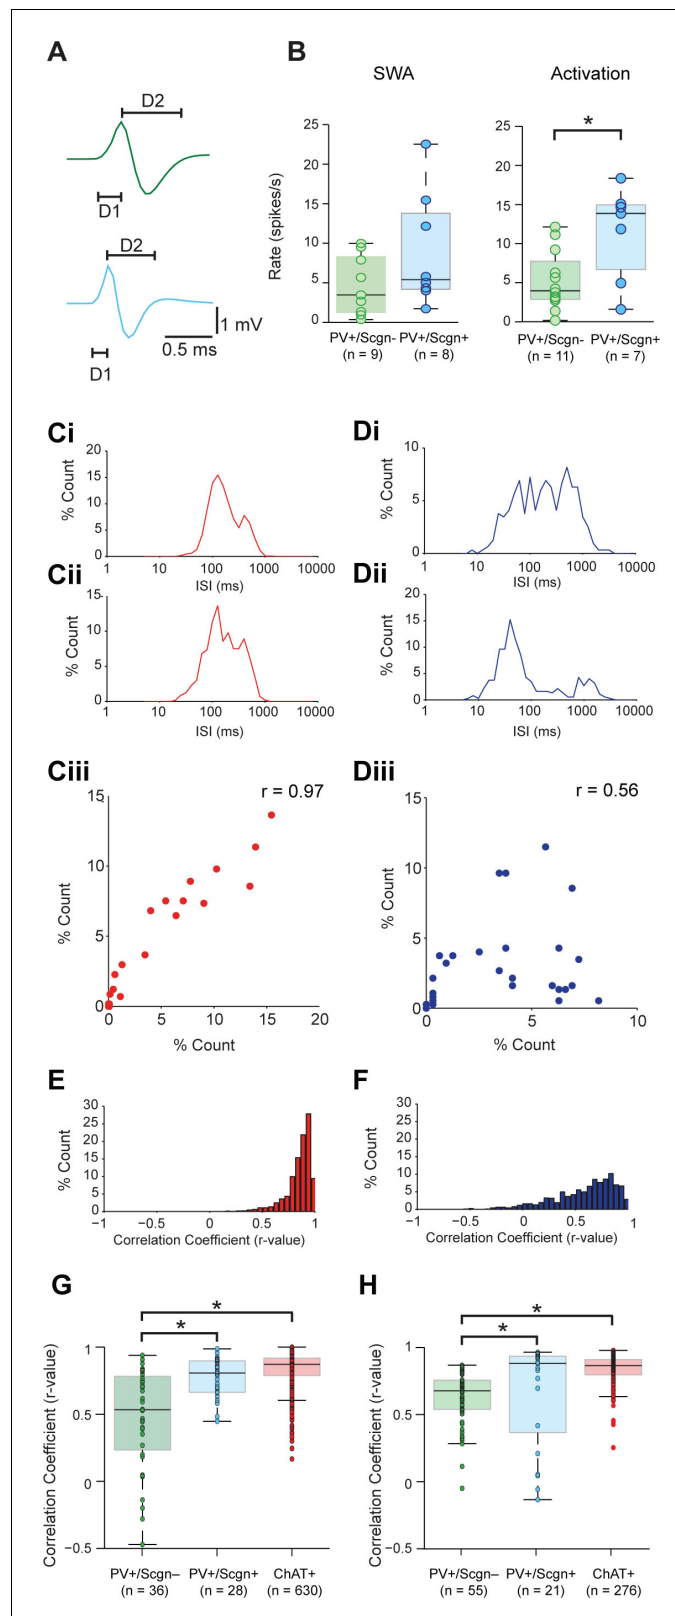 A
D2
D1
D2
D1
1 mV
0.5 ms
B
SWA
Activation
Rate (spikes/s)
25
20
15
10
5
0
PV+/Scgn-
(n = 9)
PV+/Scgn+
(n = 8)
*
25
20
15
10
5
0
PV+/Scgn-
(n = 11)
PV+/Scgn+
(n = 7)
Ci
% Count
20
15
10
5
0
1 10 100 1000 10000
ISI (ms)
Di
% Count
10
5
0
1 10 100 1000 10000
ISI (ms)
Cii
% Count
15
10
5
0
1 10 100 1000 10000
ISI (ms)
Dii
% Count
20
15
10
5
0
1 10 100 1000 10000
ISI (ms)
Ciii
r = 0.97
% Count
15
10
5
0
0 5 10 15 20
% Count
Diii
r = 0.56
% Count
15
10
5
0
0 5 10
% Count
E
% Count
30
25
20
15
10
5
0
−1 −0.5 0 0.5 1
Correlation Coefficient (r-value)
F
% Count
30
25
20
15
10
5
0
−1 −0.5 0 0.5 1
Correlation Coefficient (r-value)
G
*
*
Correlation Coefficient (r-value)
1
0.5
0
−0.5
PV+/Scgn–
(n = 36)
PV+/Scgn+
(n = 28)
ChAT+
(n = 630)
H
*
*
Correlation Coefficient (r-value)
1
0.5
0
−0.5
PV+/Scgn–
(n = 55)
PV+/Scgn+
(n = 21)
ChAT+
(n = 276)